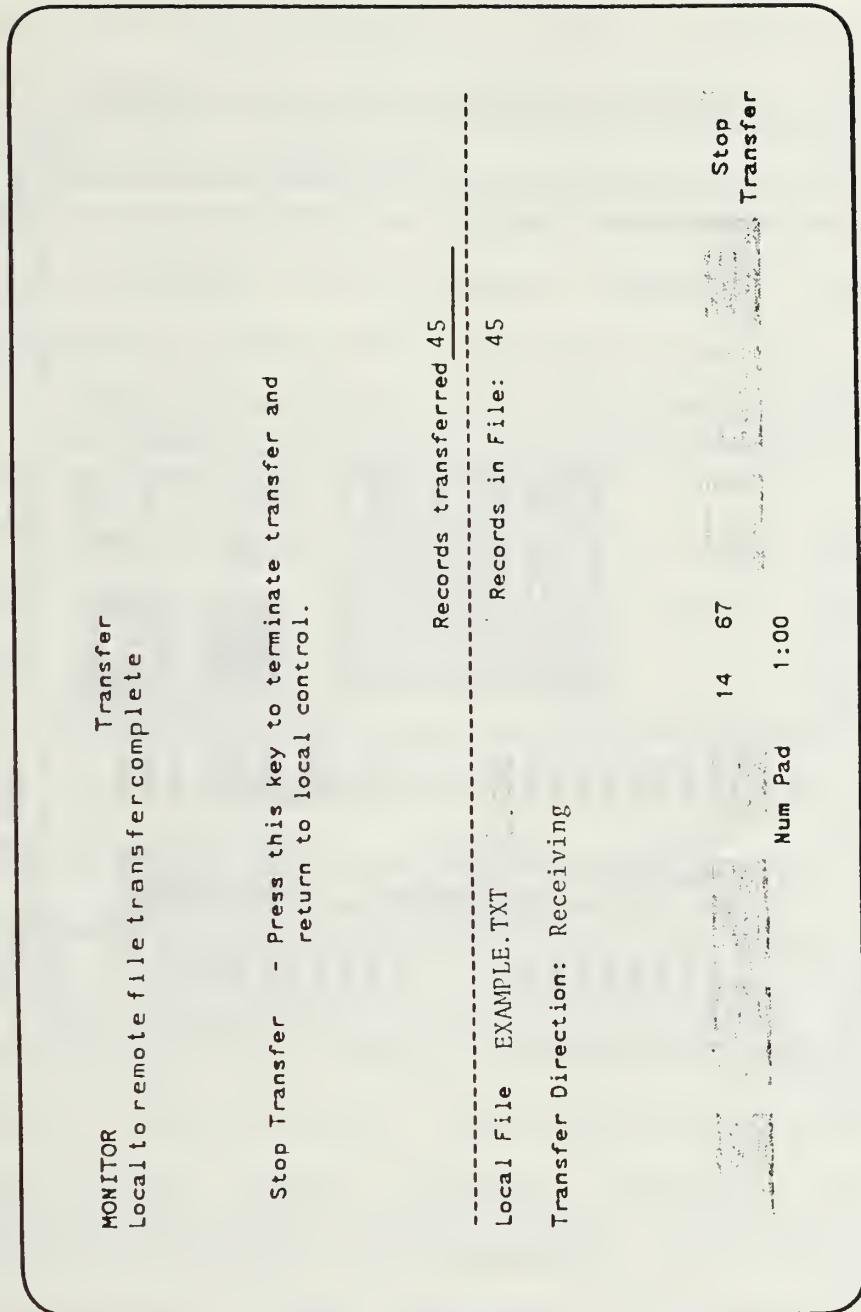 MONITOR Transfer
Local to remote file transfer complete
Stop Transfer - Press this key to terminate transfer and
return to local control.
Records transferred 45
Local File EXAMPLE.TXT Records in File: 45
Transfer Direction: Receiving
14 67 Stop
Num Pad 1:00 Transfer